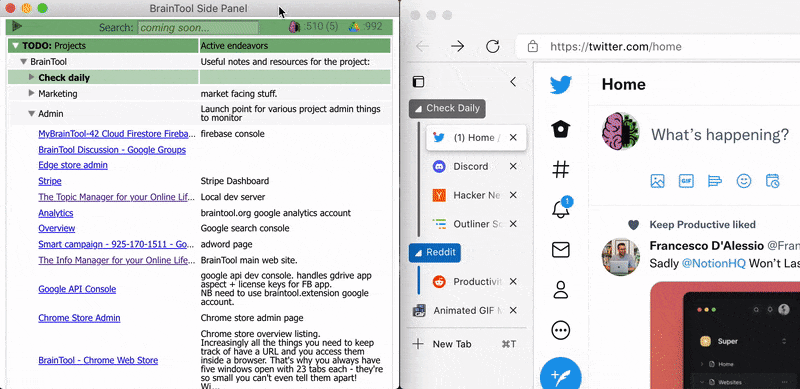 BrainTool Side Panel
Search: coming soon...
:510 (5) :992
TODO: Projects Active endeavors
BrainTool Useful notes and resources for the project:
Check daily
Marketing market facing stuff.
Admin Launch point for various project admin things
to monitor
MyBrainTool-42 Cloud Firestore Fireba... firebase console
BrainTool Discussion - Google Groups
Edge store admin
Stripe Stripe Dashboard
The Topic Manager for your Online Life... Local dev server
Analytics braintool.org google analytics account
Overview Google search console
Smart campaign - 925-170-1511 - Go... adword page
The Info Manager for your Online Life... BrainTool main web site.
Google API Console google api dev console. handles gdrive app
aspect + license keys for FB app.
NB need to use braintool.extension google
account.
Chrome Store Admin Chrome store admin page
BrainTool - Chrome Web Store Chrome store overview listing.
Increasingly all the things you need to keep
track of have a URL and you access them
inside a browser. That's why you always have
five windows open with 23 tabs each - they're
so small you can't even tell them apart!
Wi...
https://twitter.com/home
Check Daily
(1) Home /
Discord
Hacker Ne
Outliner So
Reddit
Productivit
Animated GIF M
New Tab ⌘T
Home
What's happening?
GIF
1
Keep Productive liked
Francesco D'Alessio @Fran
Sadly @NotionHQ Won't Las
Super
Home
Websites